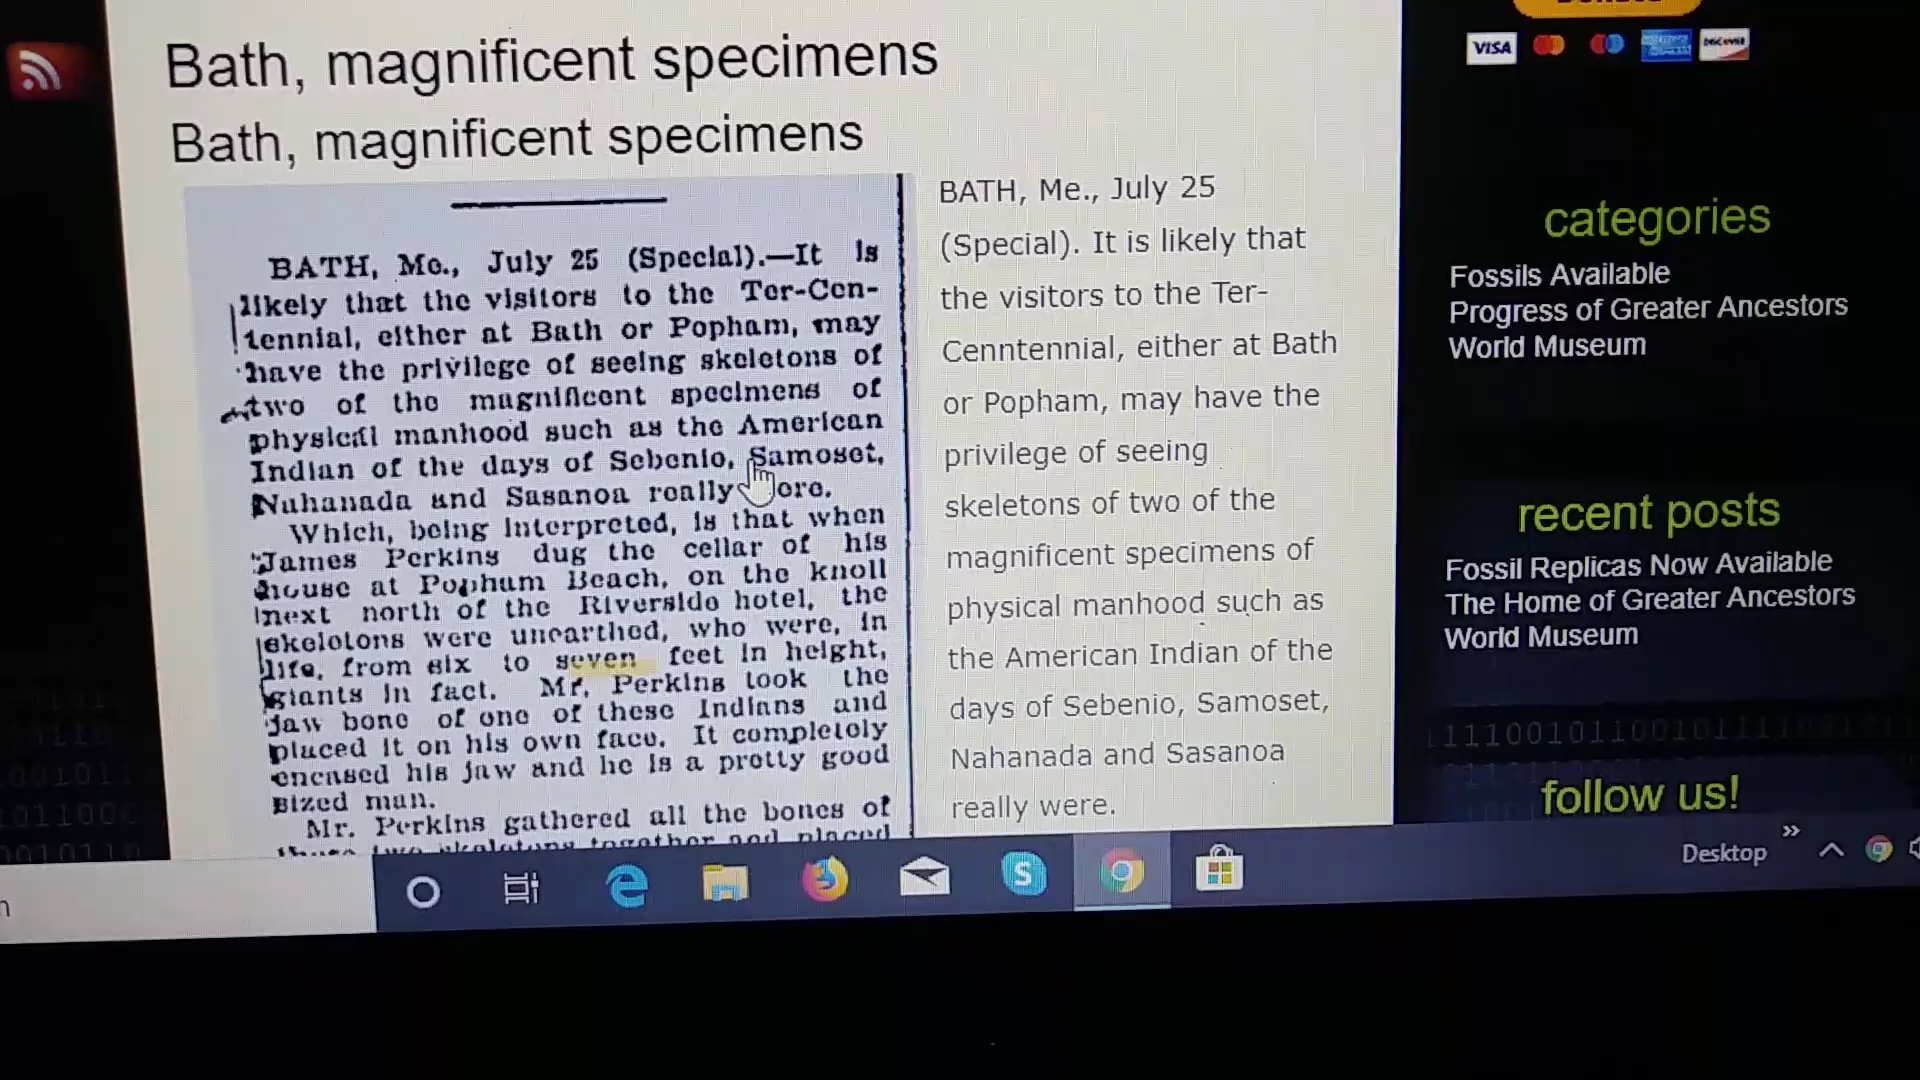 Bath, magnificent specimens
Bath, magnificent specimens
BATH, Me., July 25 (Special).—It is
likely that the visitors to the Ter-Cen-
tennial, either at Bath or Popham, may
have the privilege of seeing skeletons of
two of the magnificent specimens of
physical manhood such as the American
Indian of the days of Sebenio, Samoset,
Nahanada and Sasanoa really
Which, being interpreted, is that when
James Perkins dug the cellar of his
house at Popham Beach, on the knoll
next north of the Riverside hotel, the
skeletons were unearthed, who were, in
life, from six to seven feet in height,
giants in fact. Mr. Perkins took the
jaw bone of one of these Indians and
placed it on his own face. It completely
encased his jaw and he is a pretty good
sized man.
Mr. Perkins gathered all the bones of
these two skeletons together and placed
BATH, Me., July 25
(Special). It is likely that
the visitors to the Ter-
Cenntennial, either at Bath
or Popham, may have the
privilege of seeing
skeletons of two of the
magnificent specimens of
physical manhood such as
the American Indian of the
days of Sebenio, Samoset,
Nahanada and Sasanoa
really were.
VISA
DISCOVER
categories
Fossils Available
Progress of Greater Ancestors
World Museum
recent posts
Fossil Replicas Now Available
The Home of Greater Ancestors
World Museum
follow us!
Desktop